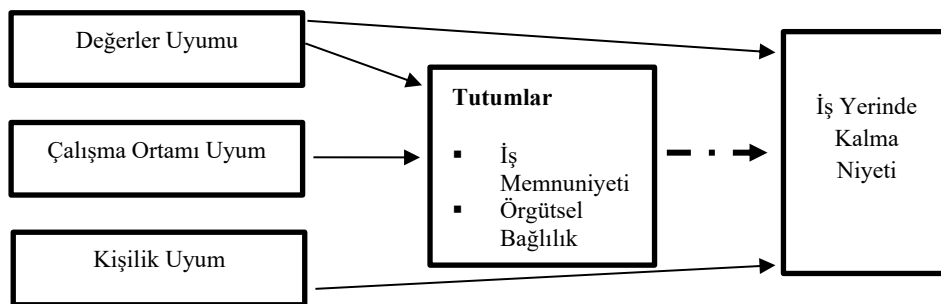 Değerler Uyumu
Çalışma Ortamı Uyum
Kişilik Uyum
Tutumlar
▪ İş
Memnuniyeti
▪ Örgütsel
Bağlılık
İş Yerinde
Kalma
Niyeti